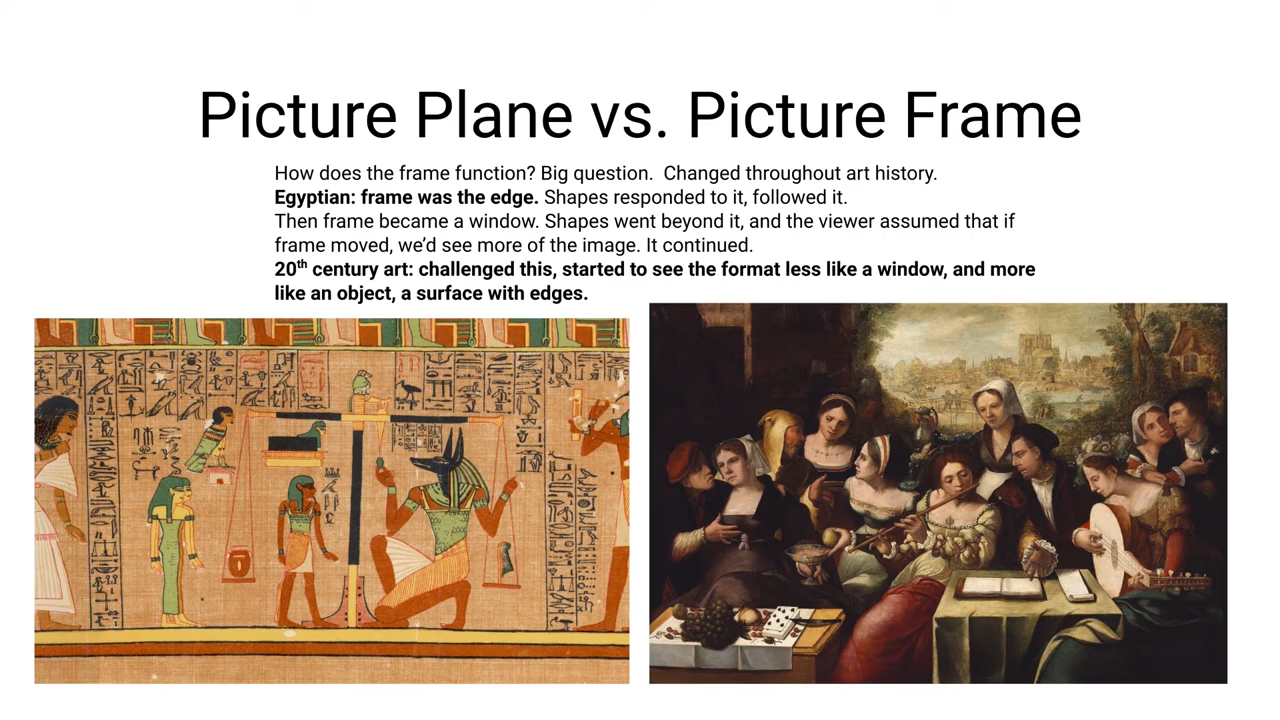 Picture Plane vs. Picture Frame
How does the frame function? Big question.  Changed throughout art history.
Egyptian: frame was the edge. Shapes responded to it, followed it.
Then frame became a window. Shapes went beyond it, and the viewer assumed that if
frame moved, we’d see more of the image. It continued.
20th century art: challenged this, started to see the format less like a window, and more
like an object, a surface with edges.